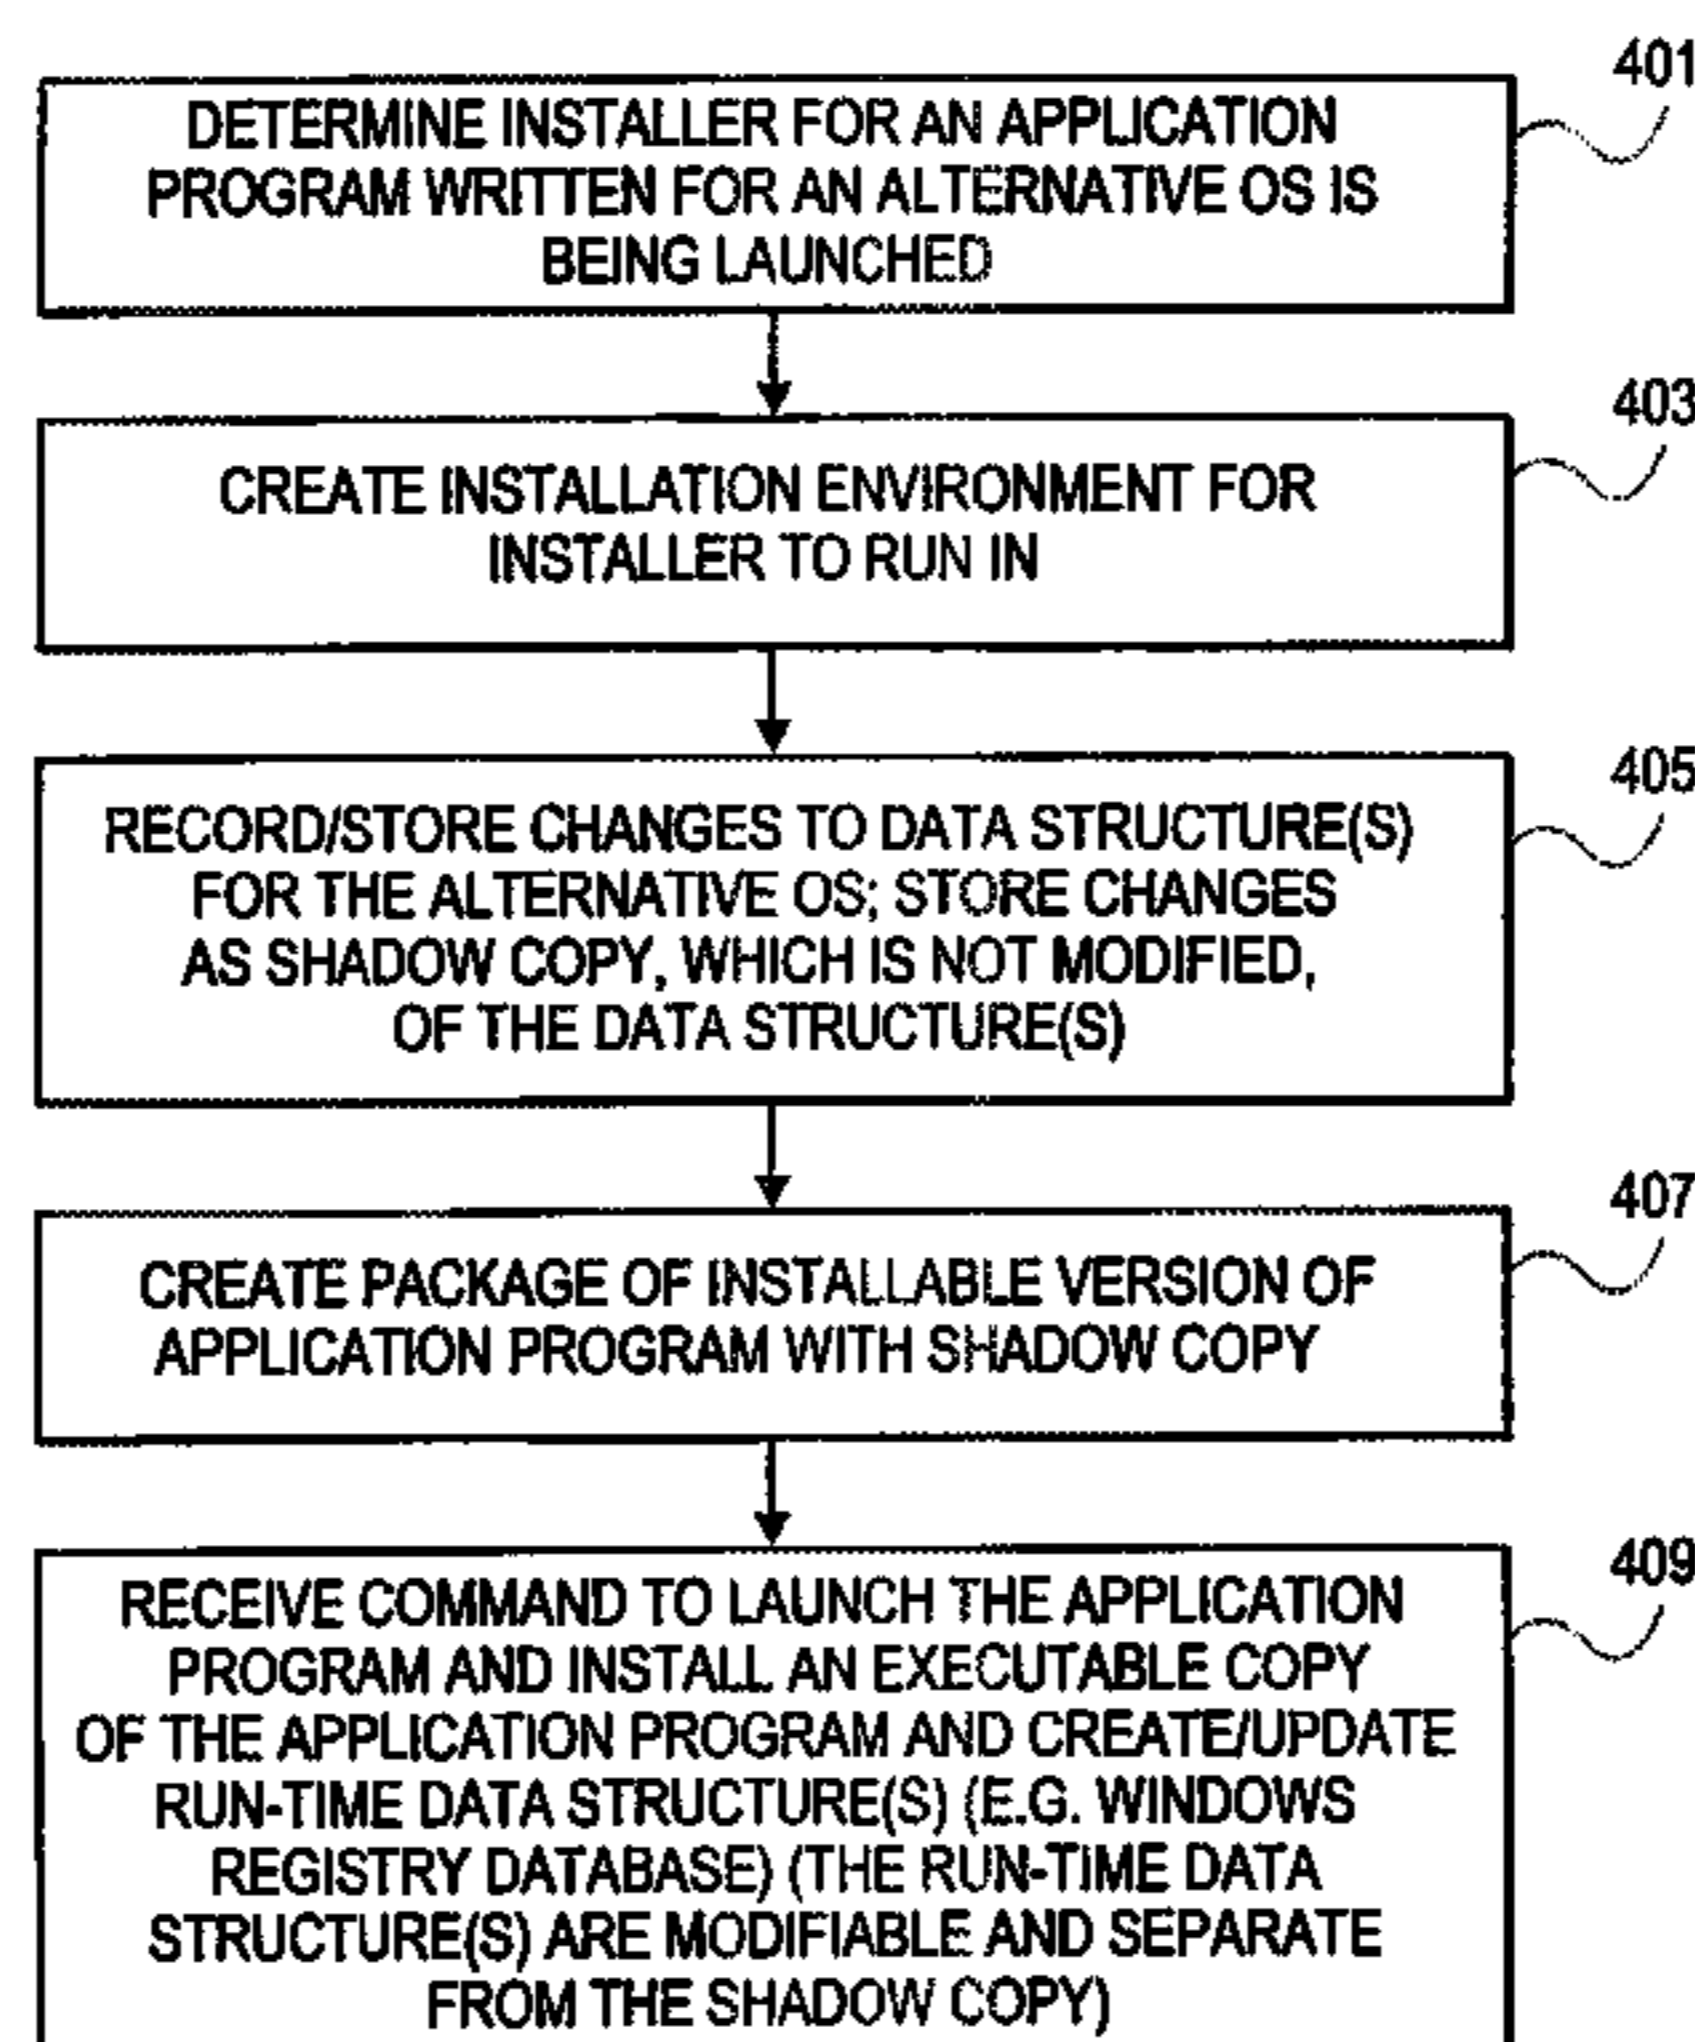 401
DETERMINE INSTALLER FOR AN APPLICATION
PROGRAM WRITTEN FOR AN ALTERNATIVE OS IS
BEING LAUNCHED
403
CREATE INSTALLATION ENVIRONMENT FOR
INSTALLER TO RUN IN
405
RECORD/STORE CHANGES TO DATA STRUCTURE(S)
FOR THE ALTERNATIVE OS; STORE CHANGES
AS SHADOW COPY, WHICH IS NOT MODIFIED,
OF THE DATA STRUCTURE(S)
407
CREATE PACKAGE OF INSTALLABLE VERSION OF
APPLICATION PROGRAM WITH SHADOW COPY
409
RECEIVE COMMAND TO LAUNCH THE APPLICATION
PROGRAM AND INSTALL AN EXECUTABLE COPY
OF THE APPLICATION PROGRAM AND CREATE/UPDATE
RUN-TIME DATA STRUCTURE(S) (E.G. WINDOWS
REGISTRY DATABASE) (THE RUN-TIME DATA
STRUCTURE(S) ARE MODIFIABLE AND SEPARATE
FROM THE SHADOW COPY)